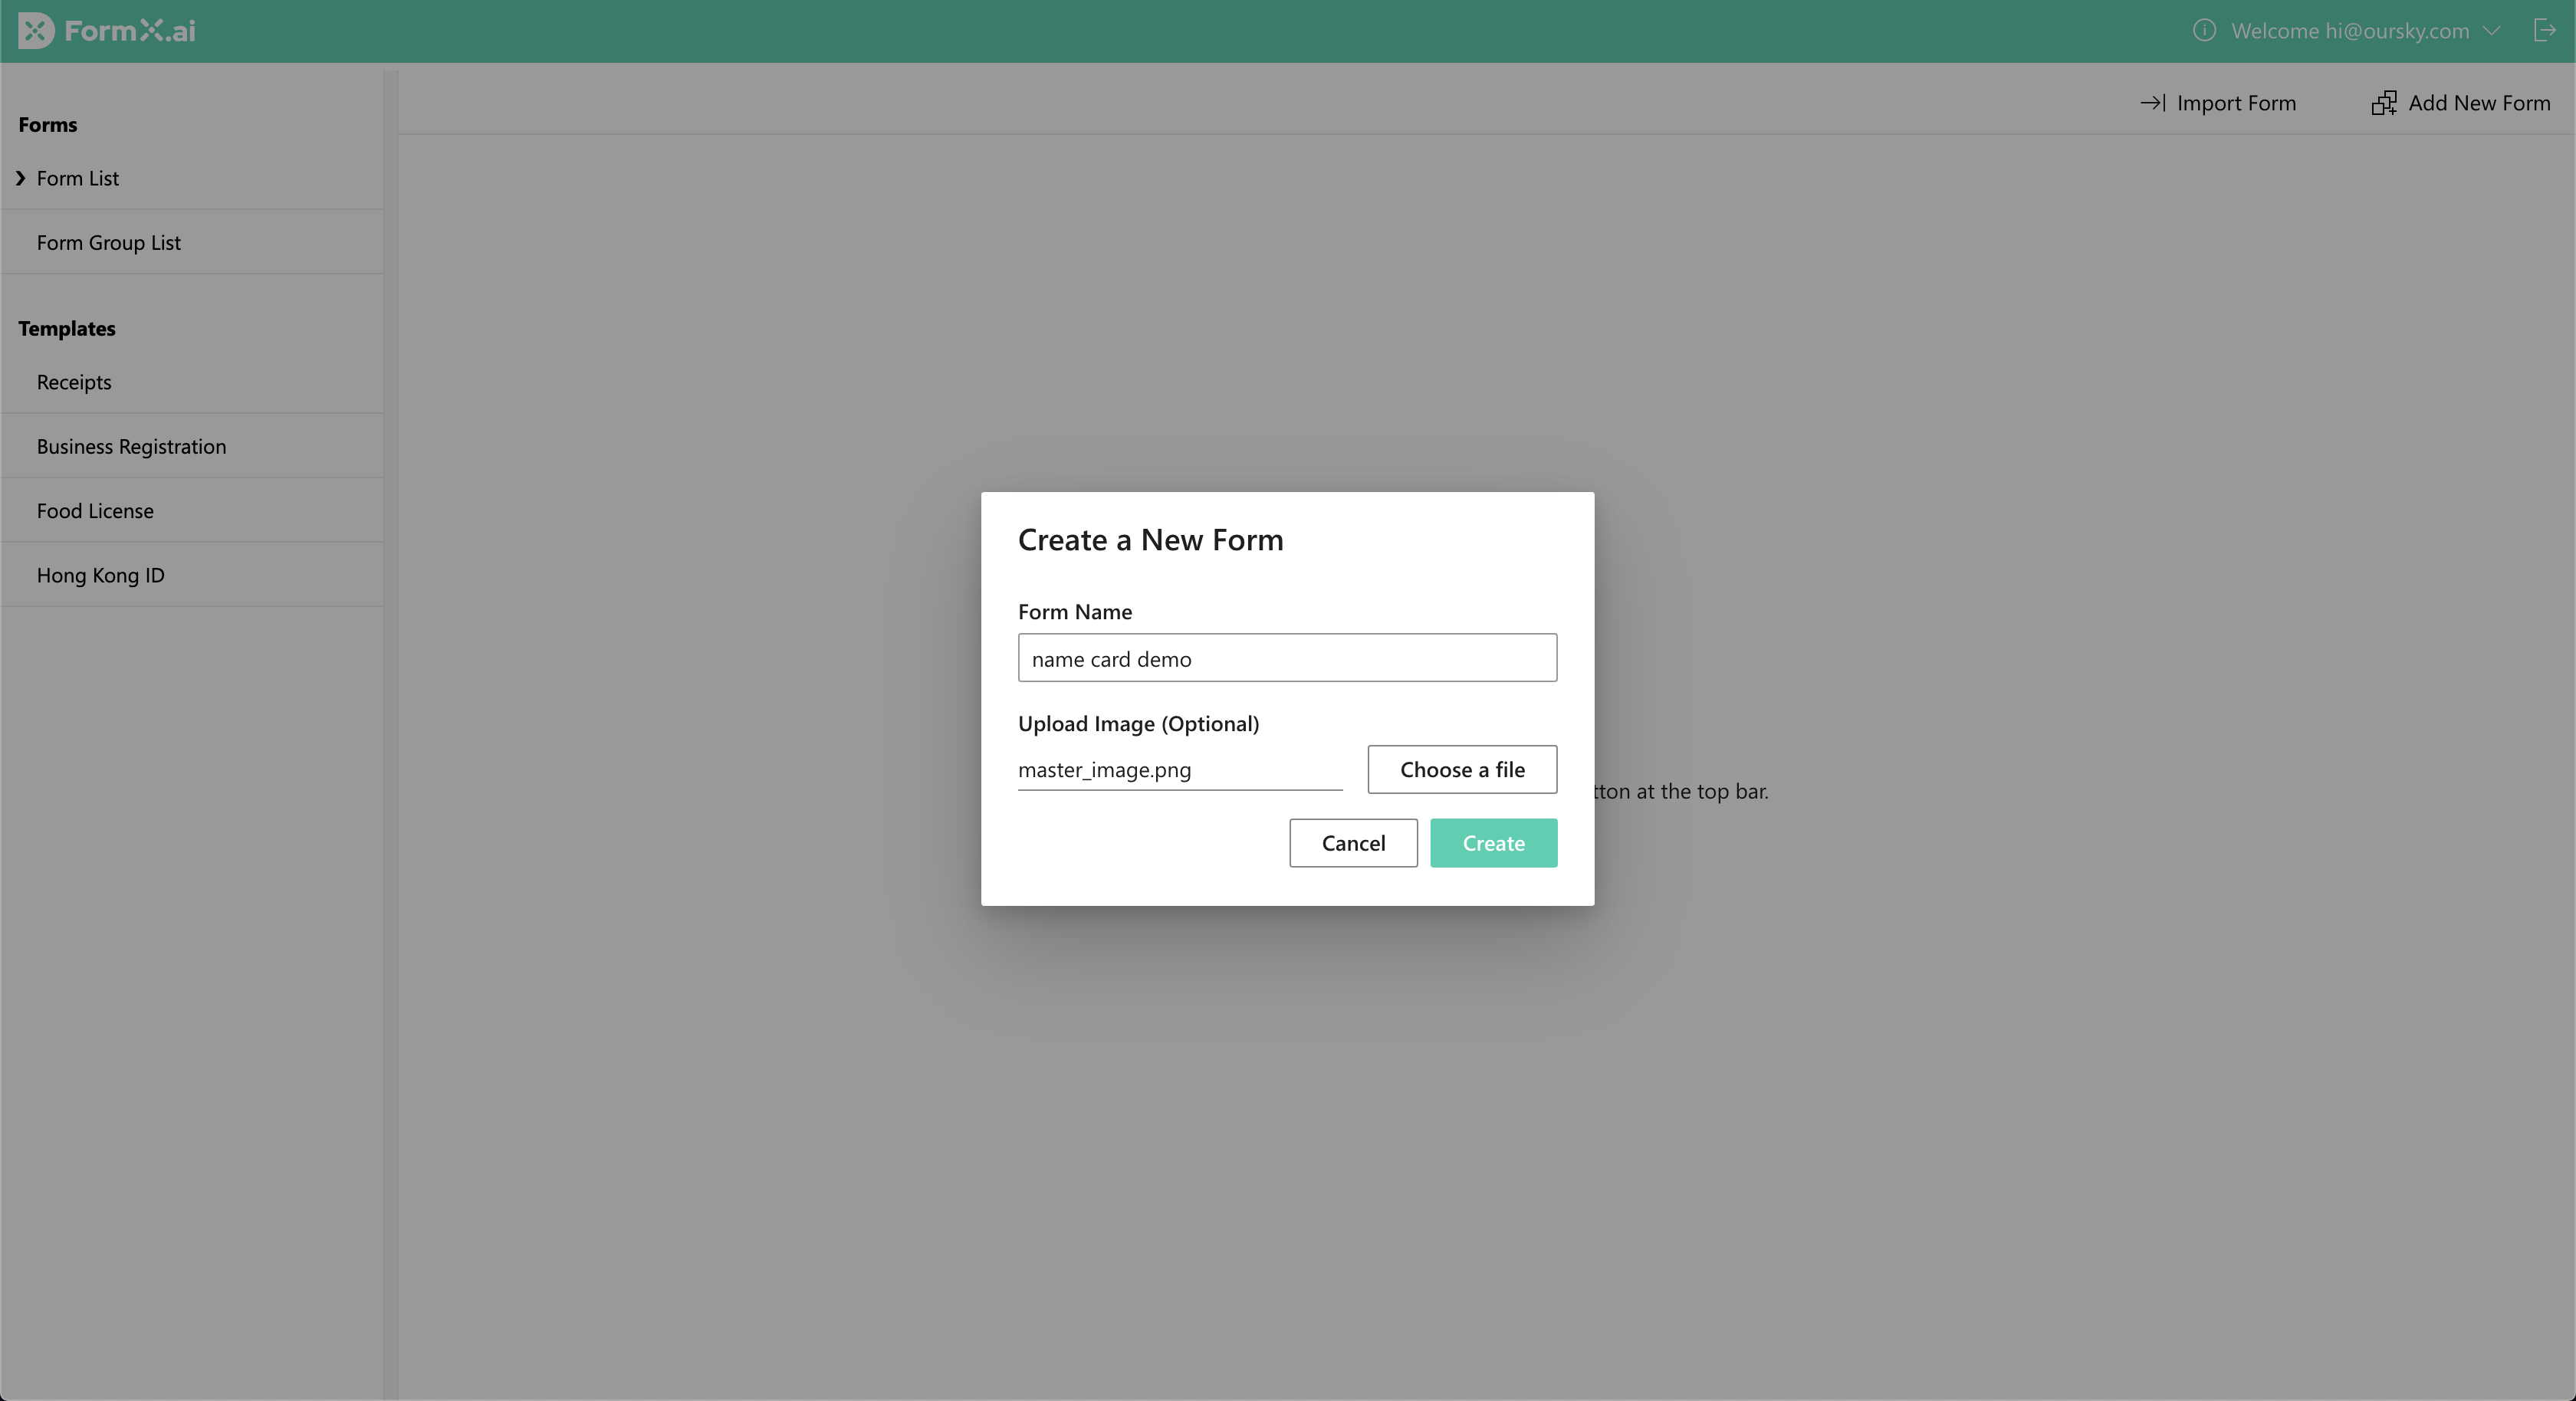 FormX.ai
Welcome hi@oursky.com
Import Form
Add New Form
Forms
Form List
Form Group List
Templates
Receipts
Business Registration
Food License
Hong Kong ID
Create a New Form
Form Name
name card demo
Upload Image (Optional)
master_image.png
Choose a file
at the top bar.
Cancel
Create